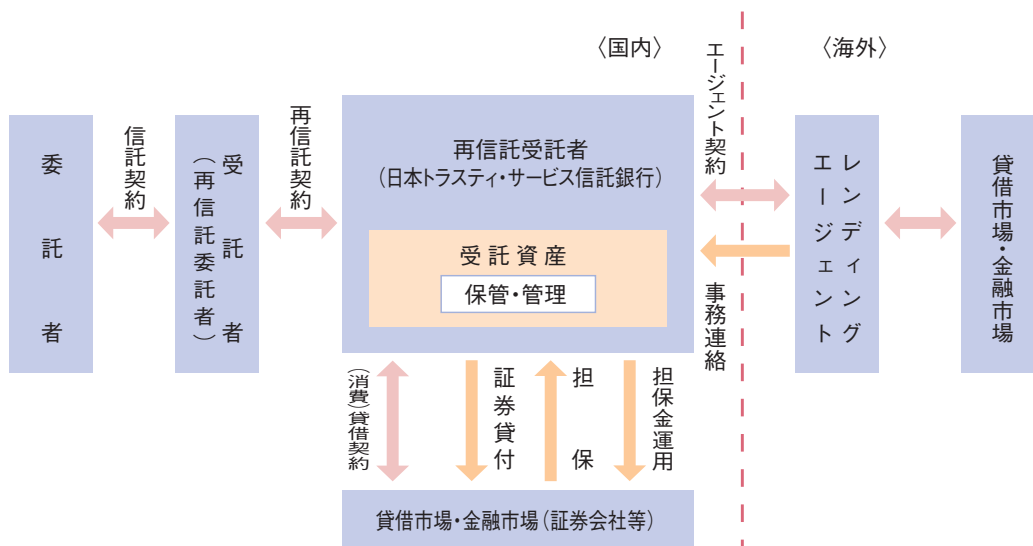 〈国内〉
〈海外〉
委託者
信託契約
受託者
(再信託委託者)
再信託契約
再信託受託者
(日本トラスティ・サービス信託銀行)
受託資産
保管・管理
エージェント契約
事務連絡
レンディング
エージェント
貸借市場・金融市場
(消費)貸借契約
証券貸付
担保
担保金運用
貸借市場・金融市場(証券会社等)